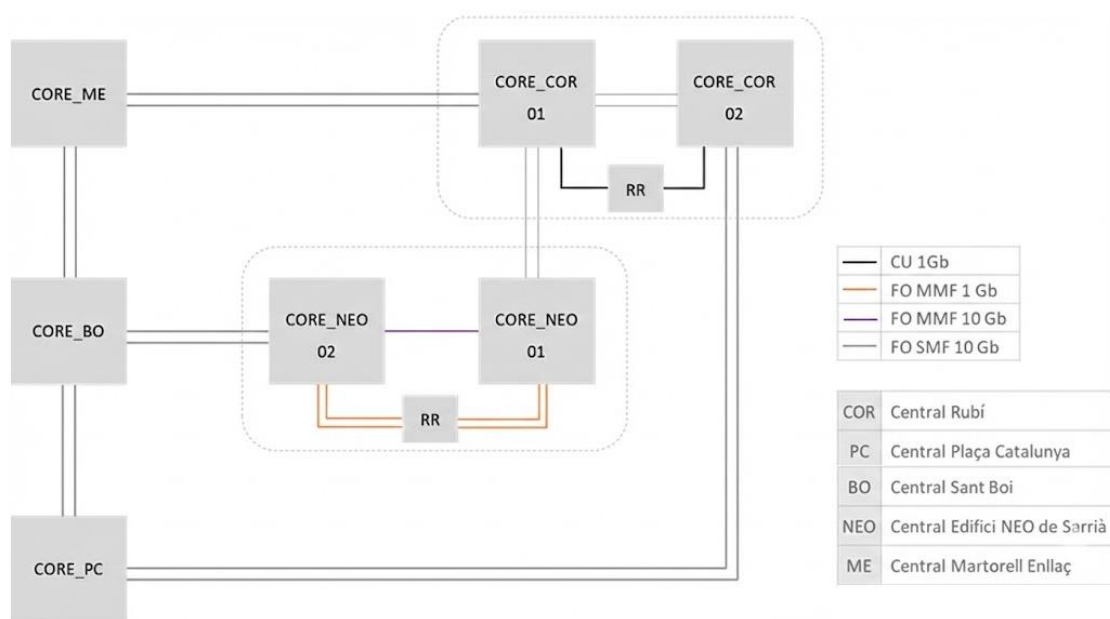 CORE_ME
CORE_COR
01
CORE_COR
02
RR
CORE_BO
CORE_NEO
02
CORE_NEO
01
RR
CORE_PC
CU 1Gb
FO MMF 1 Gb
FO MMF 10 Gb
FO SMF 10 Gb
COR Central Rubí
PC Central Plaça Catalunya
BO Central Sant Boi
NEO Central Edifici NEO de Sarrià
ME Central Martorell Enllaç